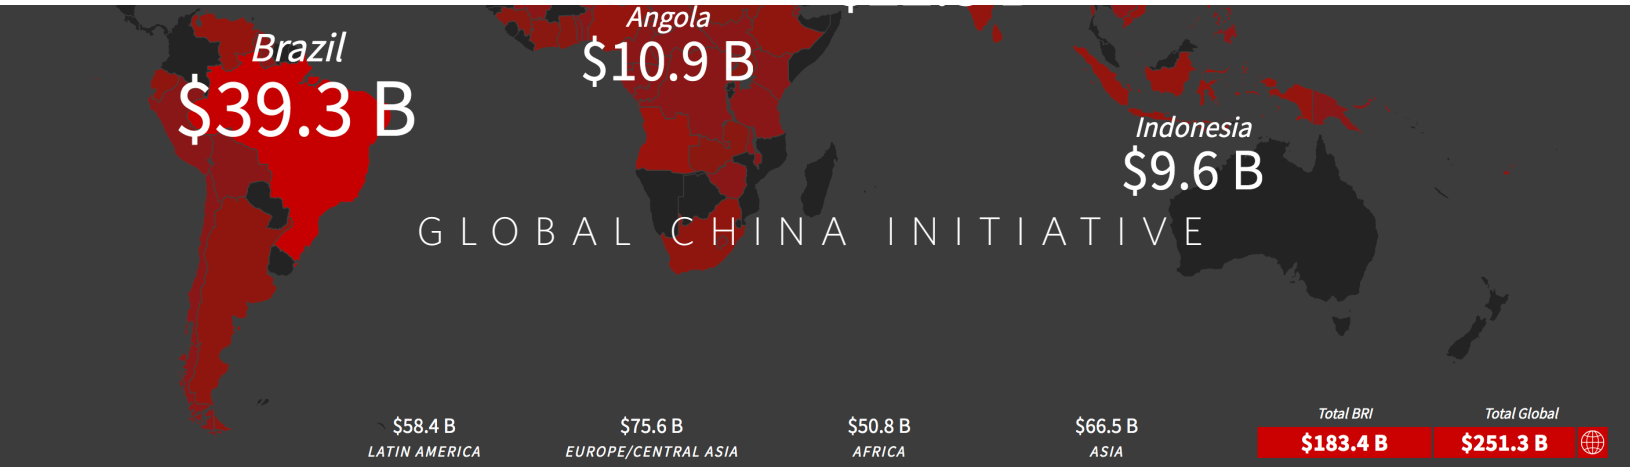 Angola
$10.9 B
Brazil
$39.3 B
Indonesia
$9.6 B
GLOBAL CHINA INITIATIVE
$58.4 B
LATIN AMERICA
$75.6 B
EUROPE/CENTRAL ASIA
$50.8 B
AFRICA
$66.5 B
ASIA
Total BRI
$183.4 B
Total Global
$251.3 B